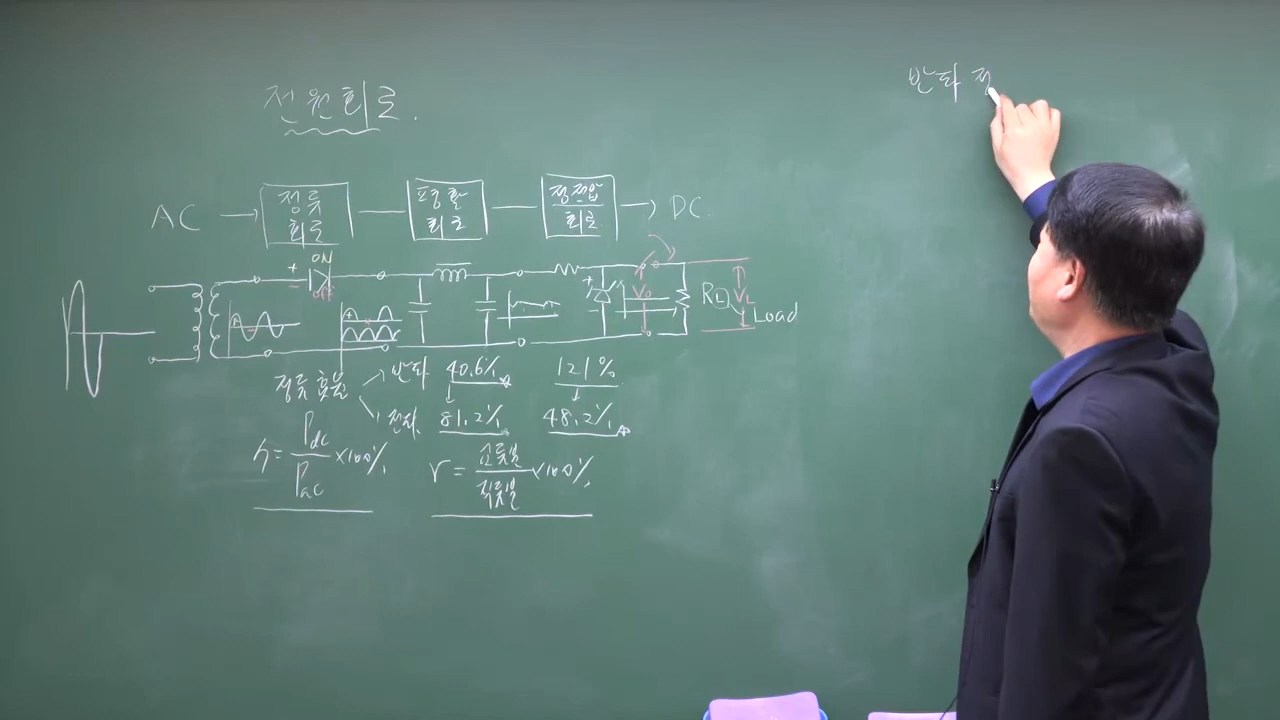 전원회로.
반파 정
AC → 정류 회로 — 평활 회로 — 정전압 회로 → DC.
+ ON
- OFF
+
V₀ RL VL Load
정류효율 반파 40.6% 121%
전파 81.2% 48.2%
η = Pdc / Pac ×100%
r = 교류분 / 직류분 ×100%